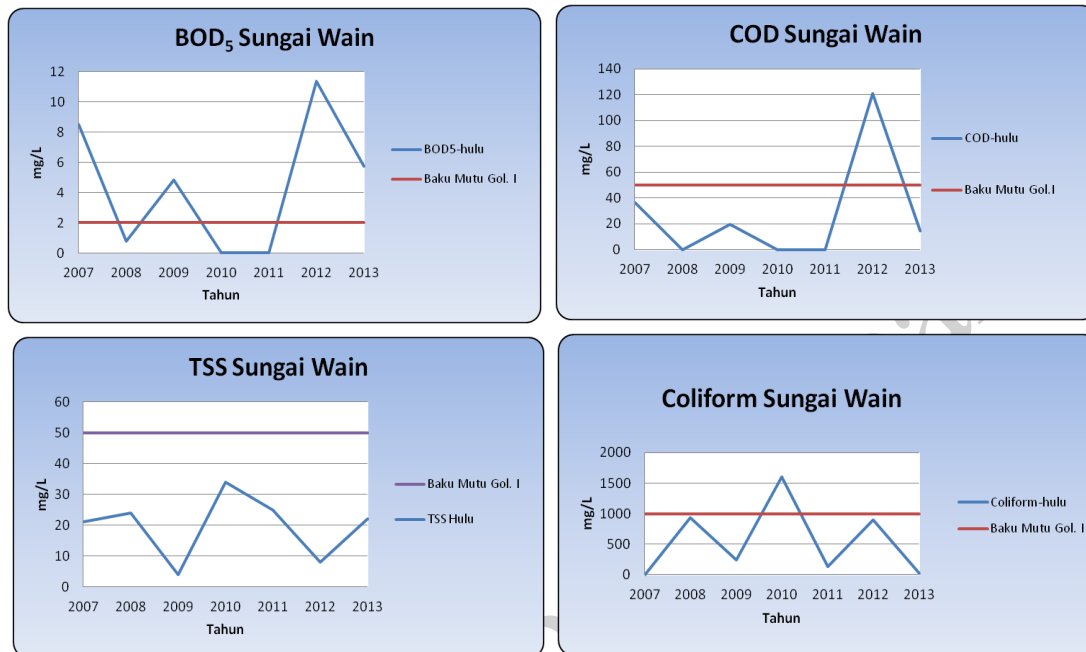 BOD₅ Sungai Wain
12
10
8
6
4
2
0
mg/L
2007 2008 2009 2010 2011 2012 2013
Tahun
BOD5-hulu
Baku Mutu Gol. I
COD Sungai Wain
140
120
100
80
60
40
20
0
mg/L
2007 2008 2009 2010 2011 2012 2013
Tahun
COD-hulu
Baku Mutu Gol.I
TSS Sungai Wain
60
50
40
30
20
10
0
mg/L
2007 2008 2009 2010 2011 2012 2013
Tahun
Baku Mutu Gol. I
TSS Hulu
Coliform Sungai Wain
2000
1500
1000
500
0
mg/L
2007 2008 2009 2010 2011 2012 2013
Tahun
Coliform-hulu
Baku Mutu Gol. I